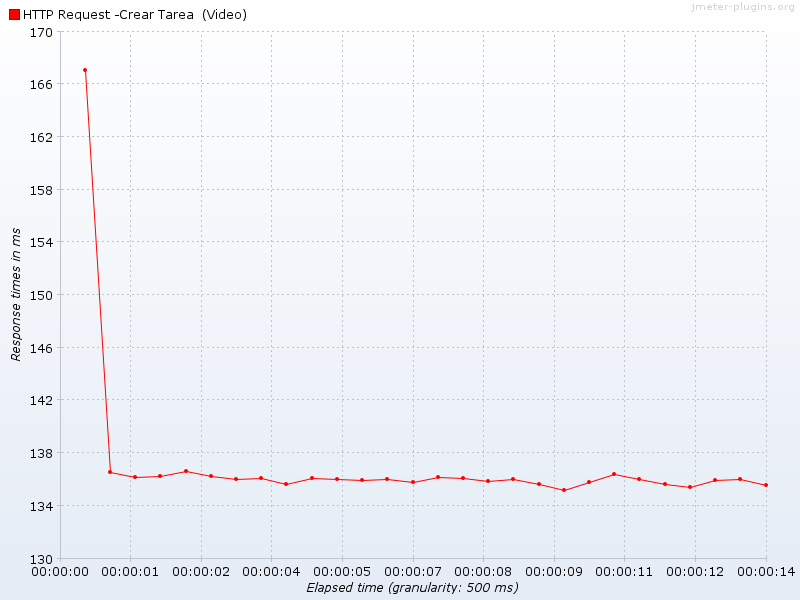 jmeter-plugins.org
HTTP Request -Crear Tarea  (Video)
170
166
162
158
154
150
146
142
138
134
130
Response times in ms
00:00:00 00:00:01 00:00:02 00:00:04 00:00:05 00:00:07 00:00:08 00:00:09 00:00:11 00:00:12 00:00:14
Elapsed time (granularity: 500 ms)